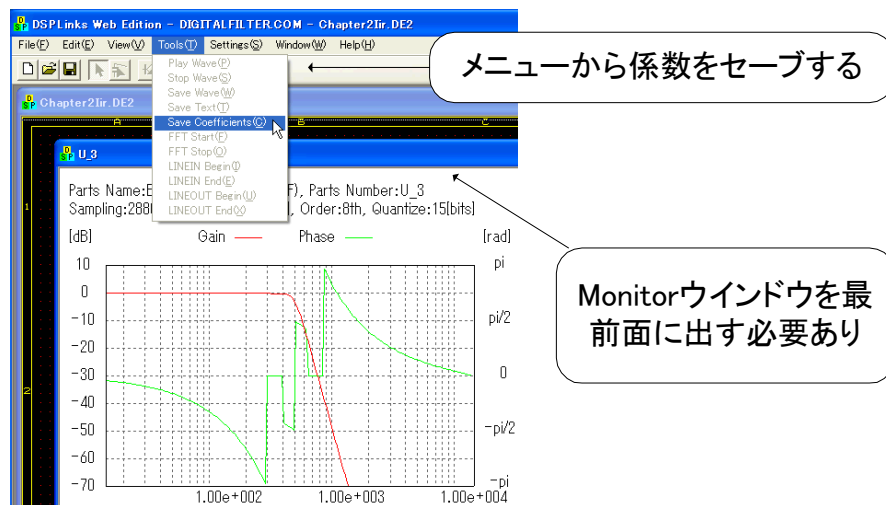 DSPLinks Web Edition - DIGITALFILTER.COM - Chapter2Iir.DE2
File(F) Edit(E) View(V) Tools(T) Settings(S) Window(W) Help(H)
メニューから係数をセーブする
Play Wave(P)
Stop Wave(S)
Save Wave(W)
Save Text(T)
Save Coefficients(C)
FFT Start(F)
FFT Stop(Q)
LINEIN Begin(I)
LINEIN End(E)
LINEOUT Begin(U)
LINEOUT End(X)
Chapter2Iir.DE2
A B C
U_3
Parts Name:E F), Parts Number:U_3
Sampling:288 , Order:8th, Quantize:15[bits]
[dB] Gain Phase [rad]
1
2
10
0
-10
-20
-30
-40
-50
-60
-70
pi
pi/2
0
-pi/2
-pi
1.00e+002 1.00e+003 1.00e+004
Monitorウインドウを最
前面に出す必要あり